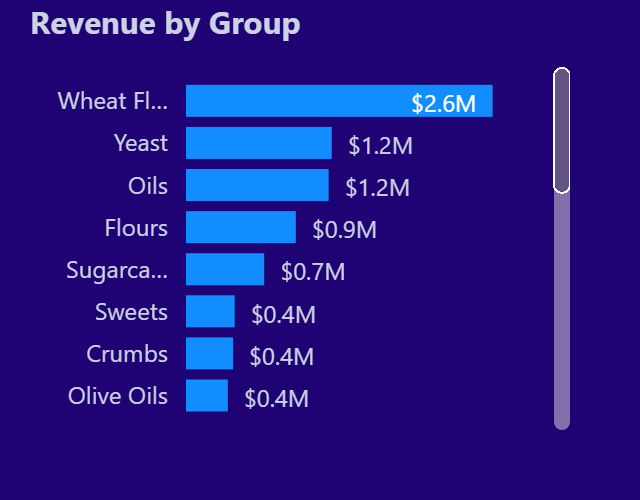 Revenue by Group
Wheat Fl... $2.6M
Yeast $1.2M
Oils $1.2M
Flours $0.9M
Sugarca... $0.7M
Sweets $0.4M
Crumbs $0.4M
Olive Oils $0.4M